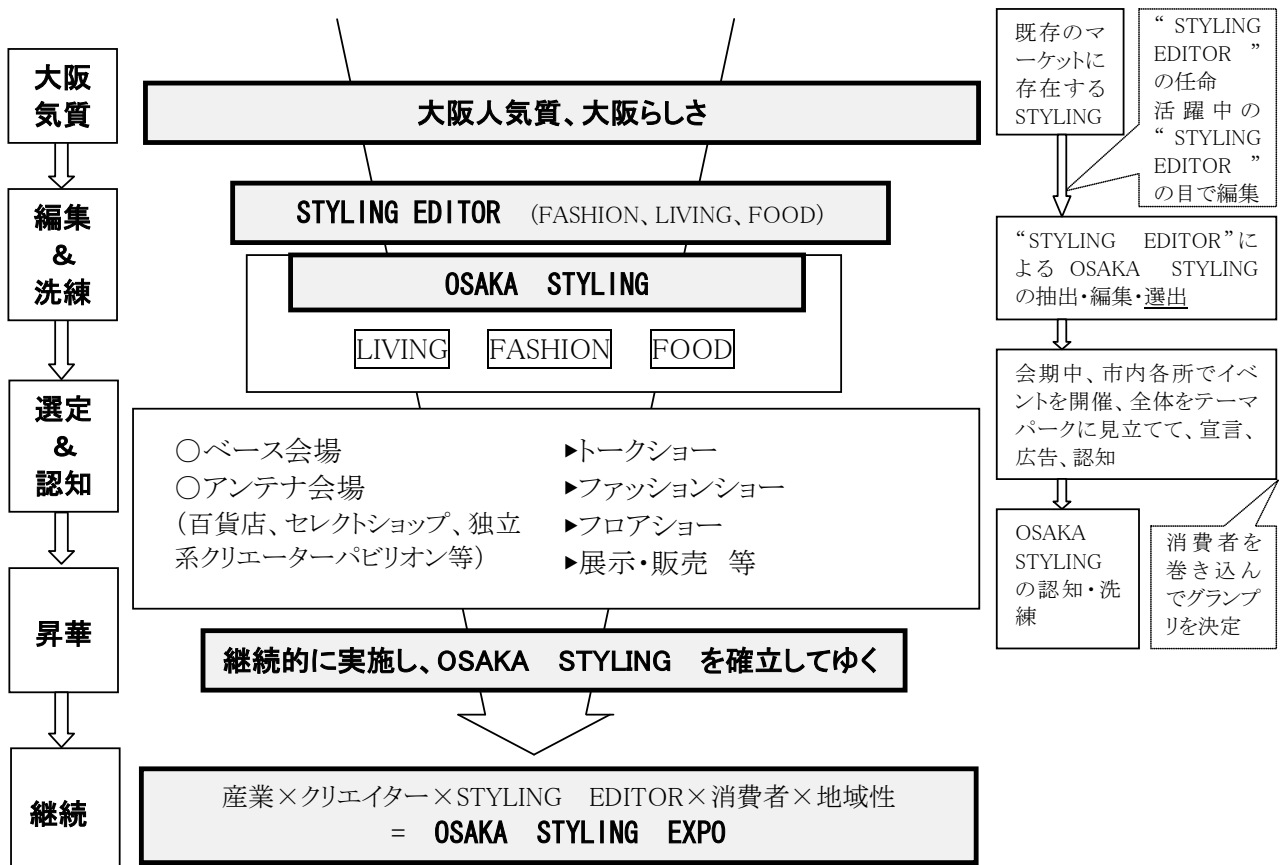 大阪
気質
編集
&
洗練
選定
&
認知
昇華
継続
大阪人気質、大阪らしさ
STYLING EDITOR (FASHION、LIVING、FOOD)
OSAKA STYLING
LIVING FASHION FOOD
○ベース会場
○アンテナ会場
(百貨店、セレクトショップ、独立
系クリエーターパビリオン等)
▶トークショー
▶ファッションショー
▶フロアショー
▶展示・販売 等
継続的に実施し、OSAKA STYLING を確立してゆく
産業×クリエイター×STYLING EDITOR×消費者×地域性
= OSAKA STYLING EXPO
既存のマ
ーケットに
存在する
STYLING
“ STYLING
EDITOR ”
の任命
活躍中の
“ STYLING
EDITOR ”
の目で編集
“STYLING EDITOR”に
よる OSAKA STYLING
の抽出・編集・選出
会期中、市内各所でイベ
ントを開催、全体をテーマ
パークに見立てて、宣言、
広告、認知
OSAKA
STYLING
の認知・洗
練
消費者を
巻き込ん
でグランプ
リを決定